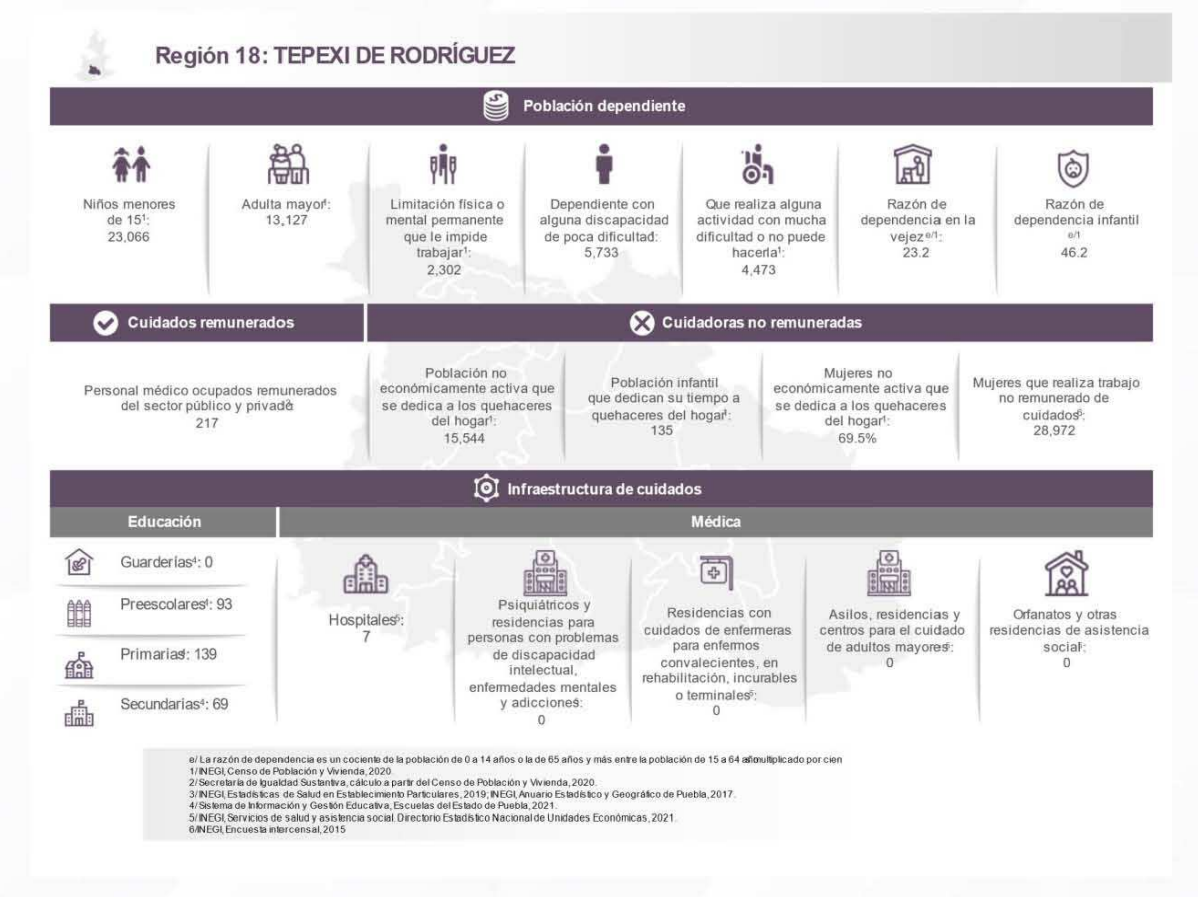 Región 18: TEPEXI DE RODRÍGUEZ
Población dependiente
Niños menores
de 15¹:
23,066
Adulta mayor¹:
13,127
Limitación física o
mental permanente
que le impide
trabajar¹:
2,302
Dependiente con
alguna discapacidad
de poca dificultad¹:
5,733
Que realiza alguna
actividad con mucha
dificultad o no puede
hacerla¹:
4,473
Razón de
dependencia en la
vejez e/1:
23.2
Razón de
dependencia infantil
e/1
46.2
Cuidados remunerados
Cuidadoras no remuneradas
Personal médico ocupados remunerados
del sector público y privado³:
217
Población no
económicamente activa que
se dedica a los quehaceres
del hogar¹:
15,544
Población infantil
que dedican su tiempo a
quehaceres del hogar¹:
135
Mujeres no
económicamente activa que
se dedica a los quehaceres
del hogar¹:
69.5%
Mujeres que realiza trabajo
no remunerado de
cuidados⁶:
28,972
Infraestructura de cuidados
Educación
Médica
Guarderías⁴: 0
Preescolares⁴: 93
Primarias⁴: 139
Secundarias⁴: 69
Hospitales⁵:
7
Psiquiátricos y
residencias para
personas con problemas
de discapacidad
intelectual,
enfermedades mentales
y adicciones⁵:
0
Residencias con
cuidados de enfermeras
para enfermos
convalecientes, en
rehabilitación, incurables
o terminales⁵:
0
Asilos, residencias y
centros para el cuidado
de adultos mayores⁵:
0
Orfanatos y otras
residencias de asistencia
social⁵:
0
e/ La razón de dependencia es un cociente de la población de 0 a 14 años o la de 65 años y más entre la población de 15 a 64 años multiplicado por cien
1/INEGI, Censo de Población y Vivienda, 2020.
2/Secretaría de Igualdad Sustantiva, cálculo a partir del Censo de Población y Vivienda, 2020.
3/INEGI, Estadísticas de Salud en Establecimiento Particulares, 2019; INEGI, Anuario Estadístico y Geográfico de Puebla, 2017.
4/Sistema de Información y Gestión Educativa, Escuelas del Estado de Puebla, 2021.
5/INEGI, Servicios de salud y asistencia social. Directorio Estadístico Nacional de Unidades Económicas, 2021.
6/INEGI, Encuesta intercensal, 2015